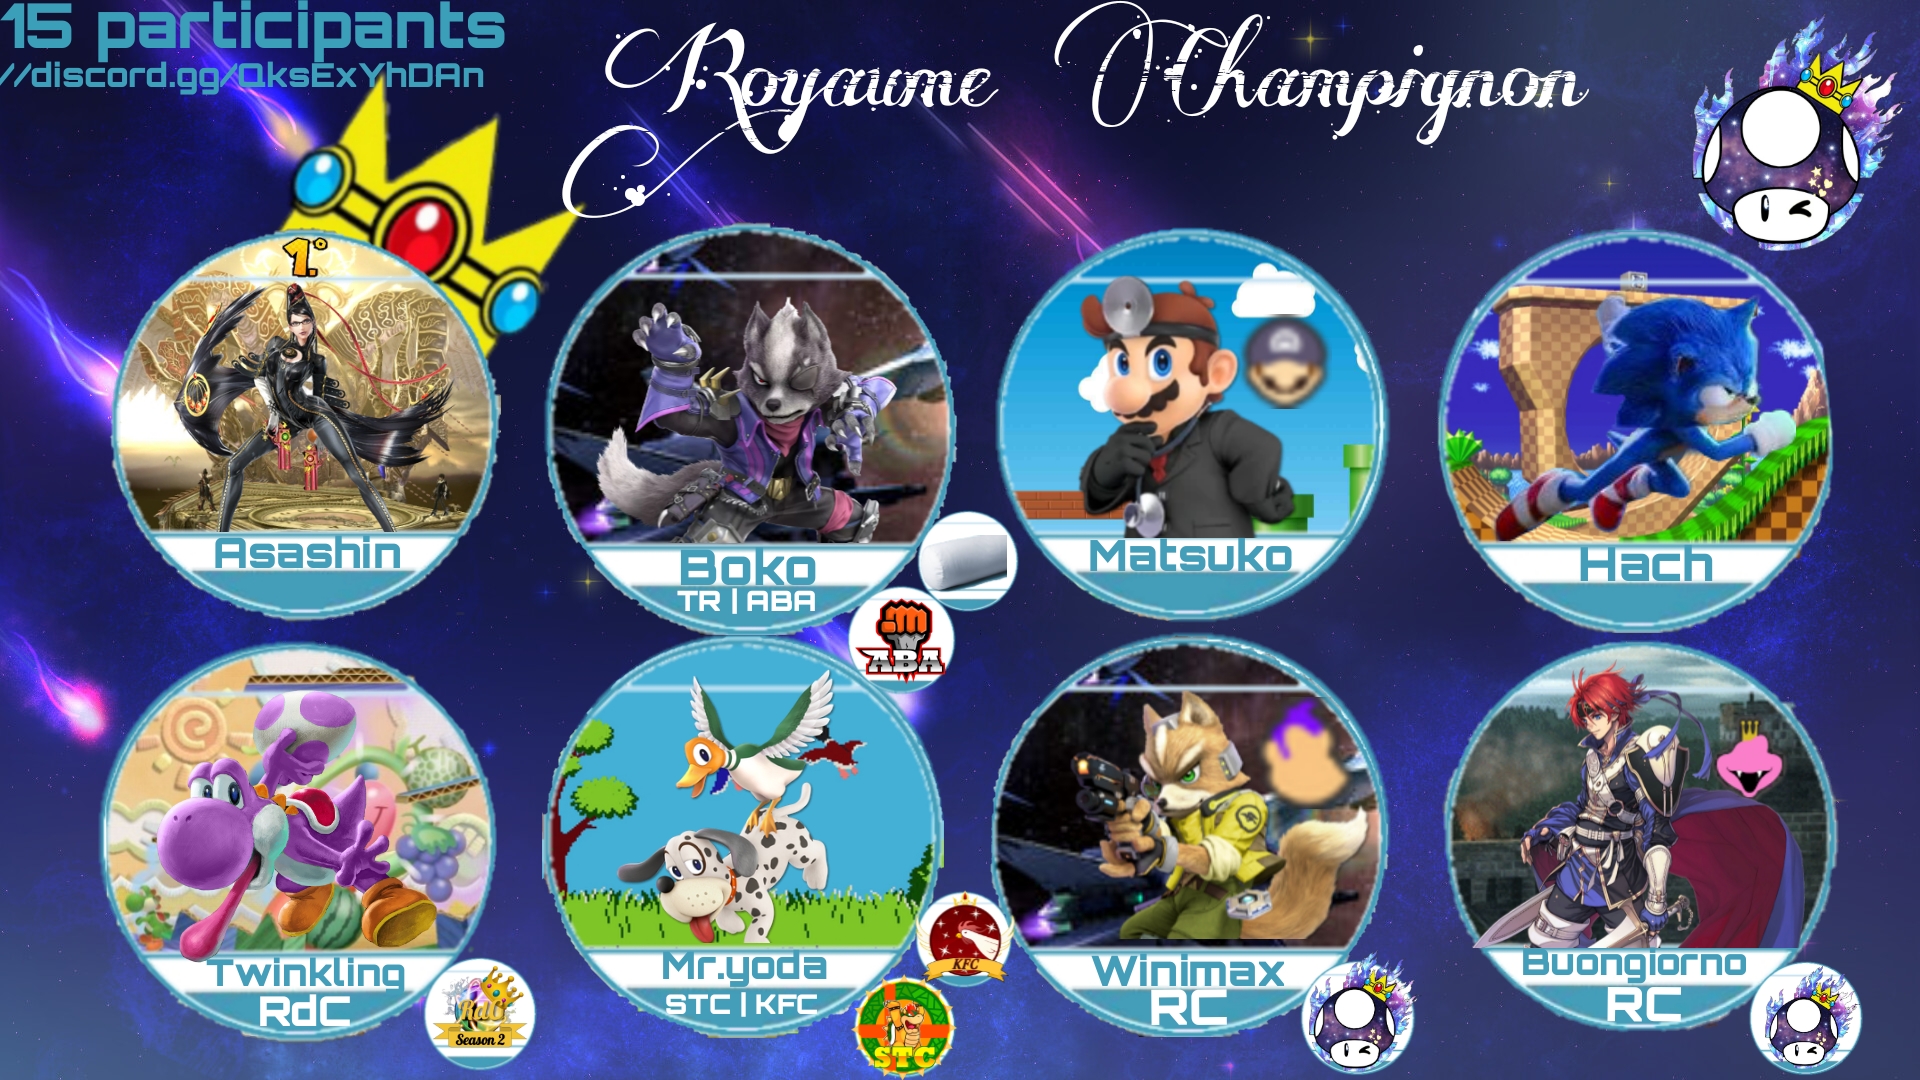 15 participants
//discord.gg/QksExYhDAn
Royaume Champignon
1.°
Asashin
Boko
TR | ABA
ABA
Matsuko
Hach
Twinkling
RdC
RdC
Season 2
Mr.yoda
STC | KFC
KFC
STC
Winimax
RC
Buongiorno
RC